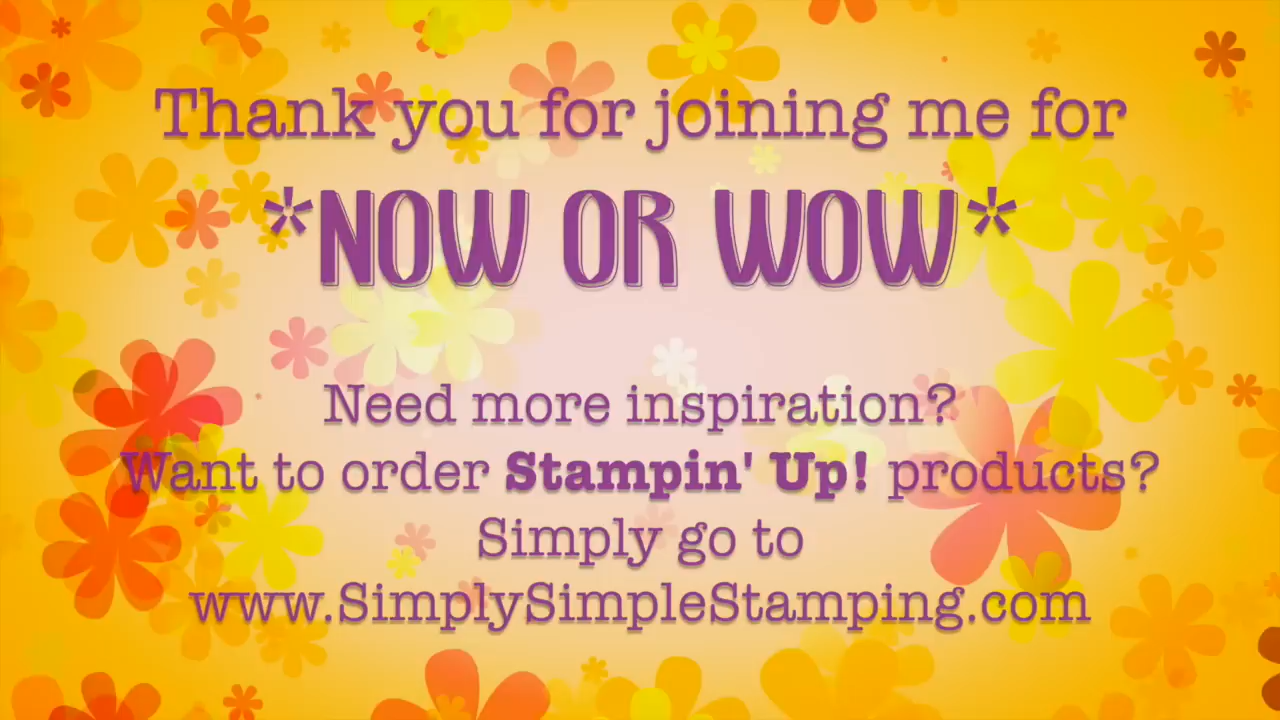 Thank you for joining me for
*NOW OR WOW*
Need more inspiration?
Want to order Stampin' Up! products?
Simply go to
www.SimplySimpleStamping.com